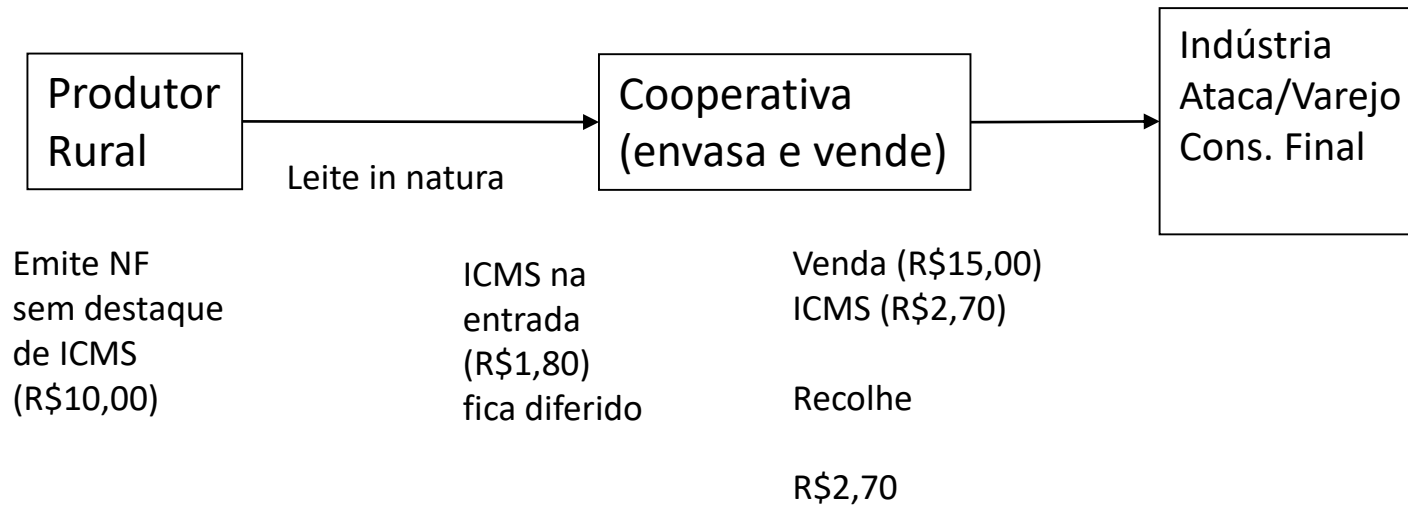 Produtor
Rural
Leite in natura
Cooperativa
(envasa e vende)
Indústria
Ataca/Varejo
Cons. Final
Emite NF
sem destaque
de ICMS
(R$10,00)
ICMS na
entrada
(R$1,80)
fica diferido
Venda (R$15,00)
ICMS (R$2,70)
Recolhe
R$2,70